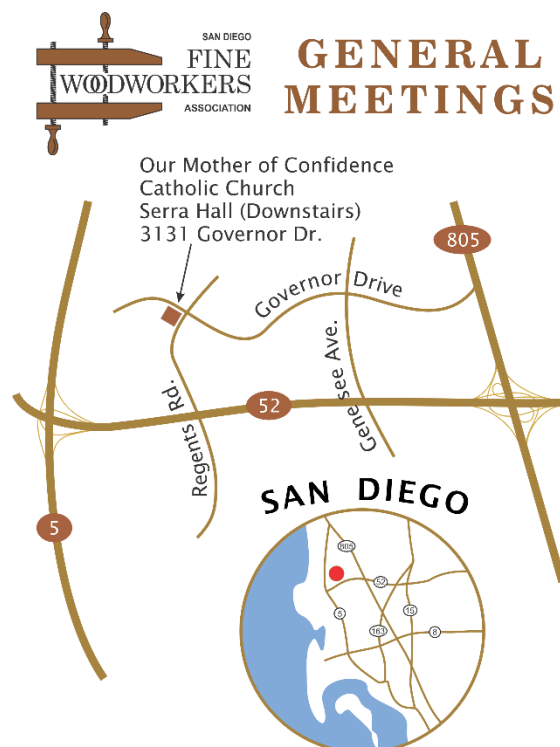 SAN DIEGO
FINE
WOODWORKERS
ASSOCIATION
GENERAL
MEETINGS
Our Mother of Confidence
Catholic Church
Serra Hall (Downstairs)
3131 Governor Dr.
805
Governor Drive
Genesee Ave.
Regents Rd.
52
5
SAN DIEGO
805
52
5
15
163
8